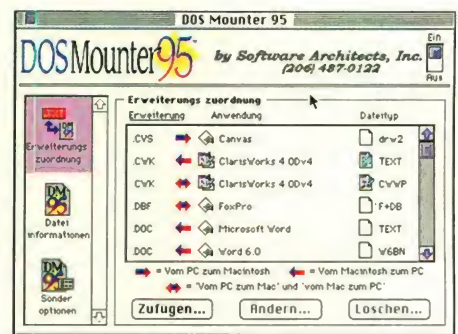 DOS Mounter 95
DOSMounter95
by Software Architects, Inc.
(206) 487-0122
Ein
Aus
Erweiterungs
zuordnung
Datei
informationen
Sonder
optionen
Erweiterungs zuordnung
Erweiterung Anwendung Dateityp
.CVS Canvas drw2
.CWK ClarisWorks 4.0Dv4 TEXT
CWK ClarisWorks 4 0Dv4 CWWP
DBF FoxPro F+DB
.DOC Microsoft Word TEXT
.DOC Word 6.0 W6BN
= Vom PC zum Macintosh = Vom Macintosh zum PC
= 'Vom PC zum Mac' und 'vom Mac zum PC'
Zufugen... Andern... Loschen...